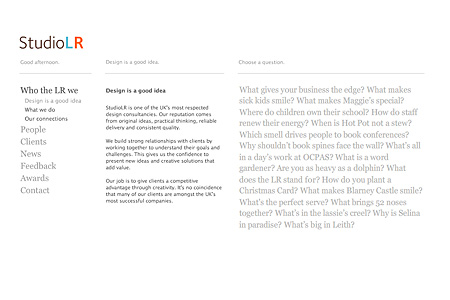 StudioLR
Good afternoon.
Design is a good idea.
Choose a question.
Who the LR we
Design is a good idea
What we do
Our connections
People
Clients
News
Feedback
Awards
Contact
Design is a good idea
StudioLR is one of the UK's most respected
design consultancies. Our reputation comes
from original ideas, practical thinking, reliable
delivery and consistent quality.
We build strong relationships with clients by
working together to understand their goals and
challenges. This gives us the confidence to
present new ideas and creative solutions that
add value.
Our job is to give clients a competitive
advantage through creativity. It's no coincidence
that many of our clients are amongst the UK's
most successful companies.
What gives your business the edge? What makes
sick kids smile? What makes Maggie's special?
Where do children own their school? How do staff
renew their energy? When is Hot Pot not a stew?
Which smell drives people to book conferences?
Why shouldn't book spines face the wall? What's all
in a day's work at OCPAS? What is a word
gardener? Are you as heavy as a dolphin? What
does the LR stand for? How do you plant a
Christmas Card? What makes Blarney Castle smile?
What's the perfect serve? What brings 52 noses
together? What's in the lassie's creel? Why is Selina
in paradise? What's big in Leith?